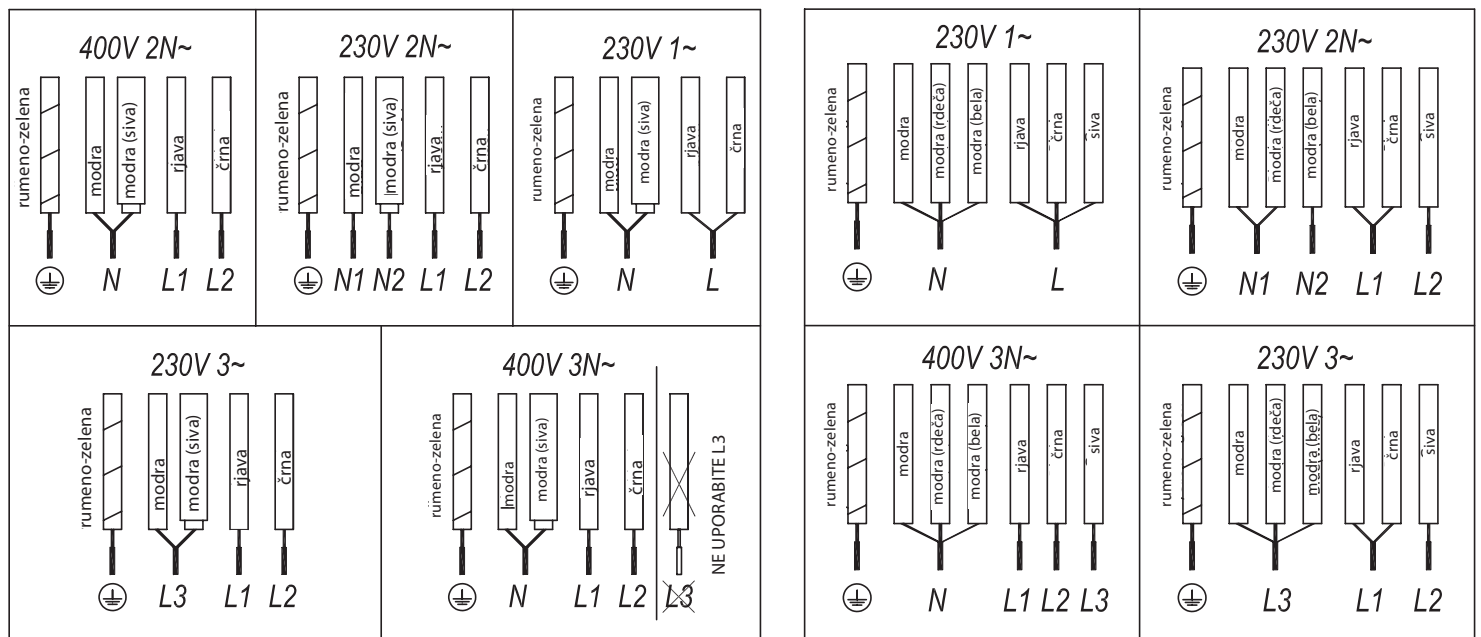 400V 2N~
rumeno-zelena
modra
modra (siva)
rjava
črna
N
L1
L2
230V 2N~
rumeno-zelena
modra
modra (siva)
rjava
črna
N1
N2
L1
L2
230V 1~
rumeno-zelena
modra
modra (siva)
rjava
črna
N
L
230V 3~
rumeno-zelena
modra
modra (siva)
rjava
črna
L3
L1
L2
400V 3N~
rumeno-zelena
modra
modra (siva)
rjava
črna
NE UPORABITE L3
N
L1
L2
L3
230V 1~
rumeno-zelena
modra
modra (rdeča)
modra (bela)
rjava
črna
siva
N
L
230V 2N~
rumeno-zelena
modra
modra (rdeča)
modra (bela)
rjava
črna
siva
N1
N2
L1
L2
400V 3N~
rumeno-zelena
modra
modra (rdeča)
modra (bela)
rjava
črna
siva
N
L1
L2
L3
230V 3~
rumeno-zelena
modra
modra (rdeča)
modra (bela)
rjava
črna
siva
L3
L1
L2